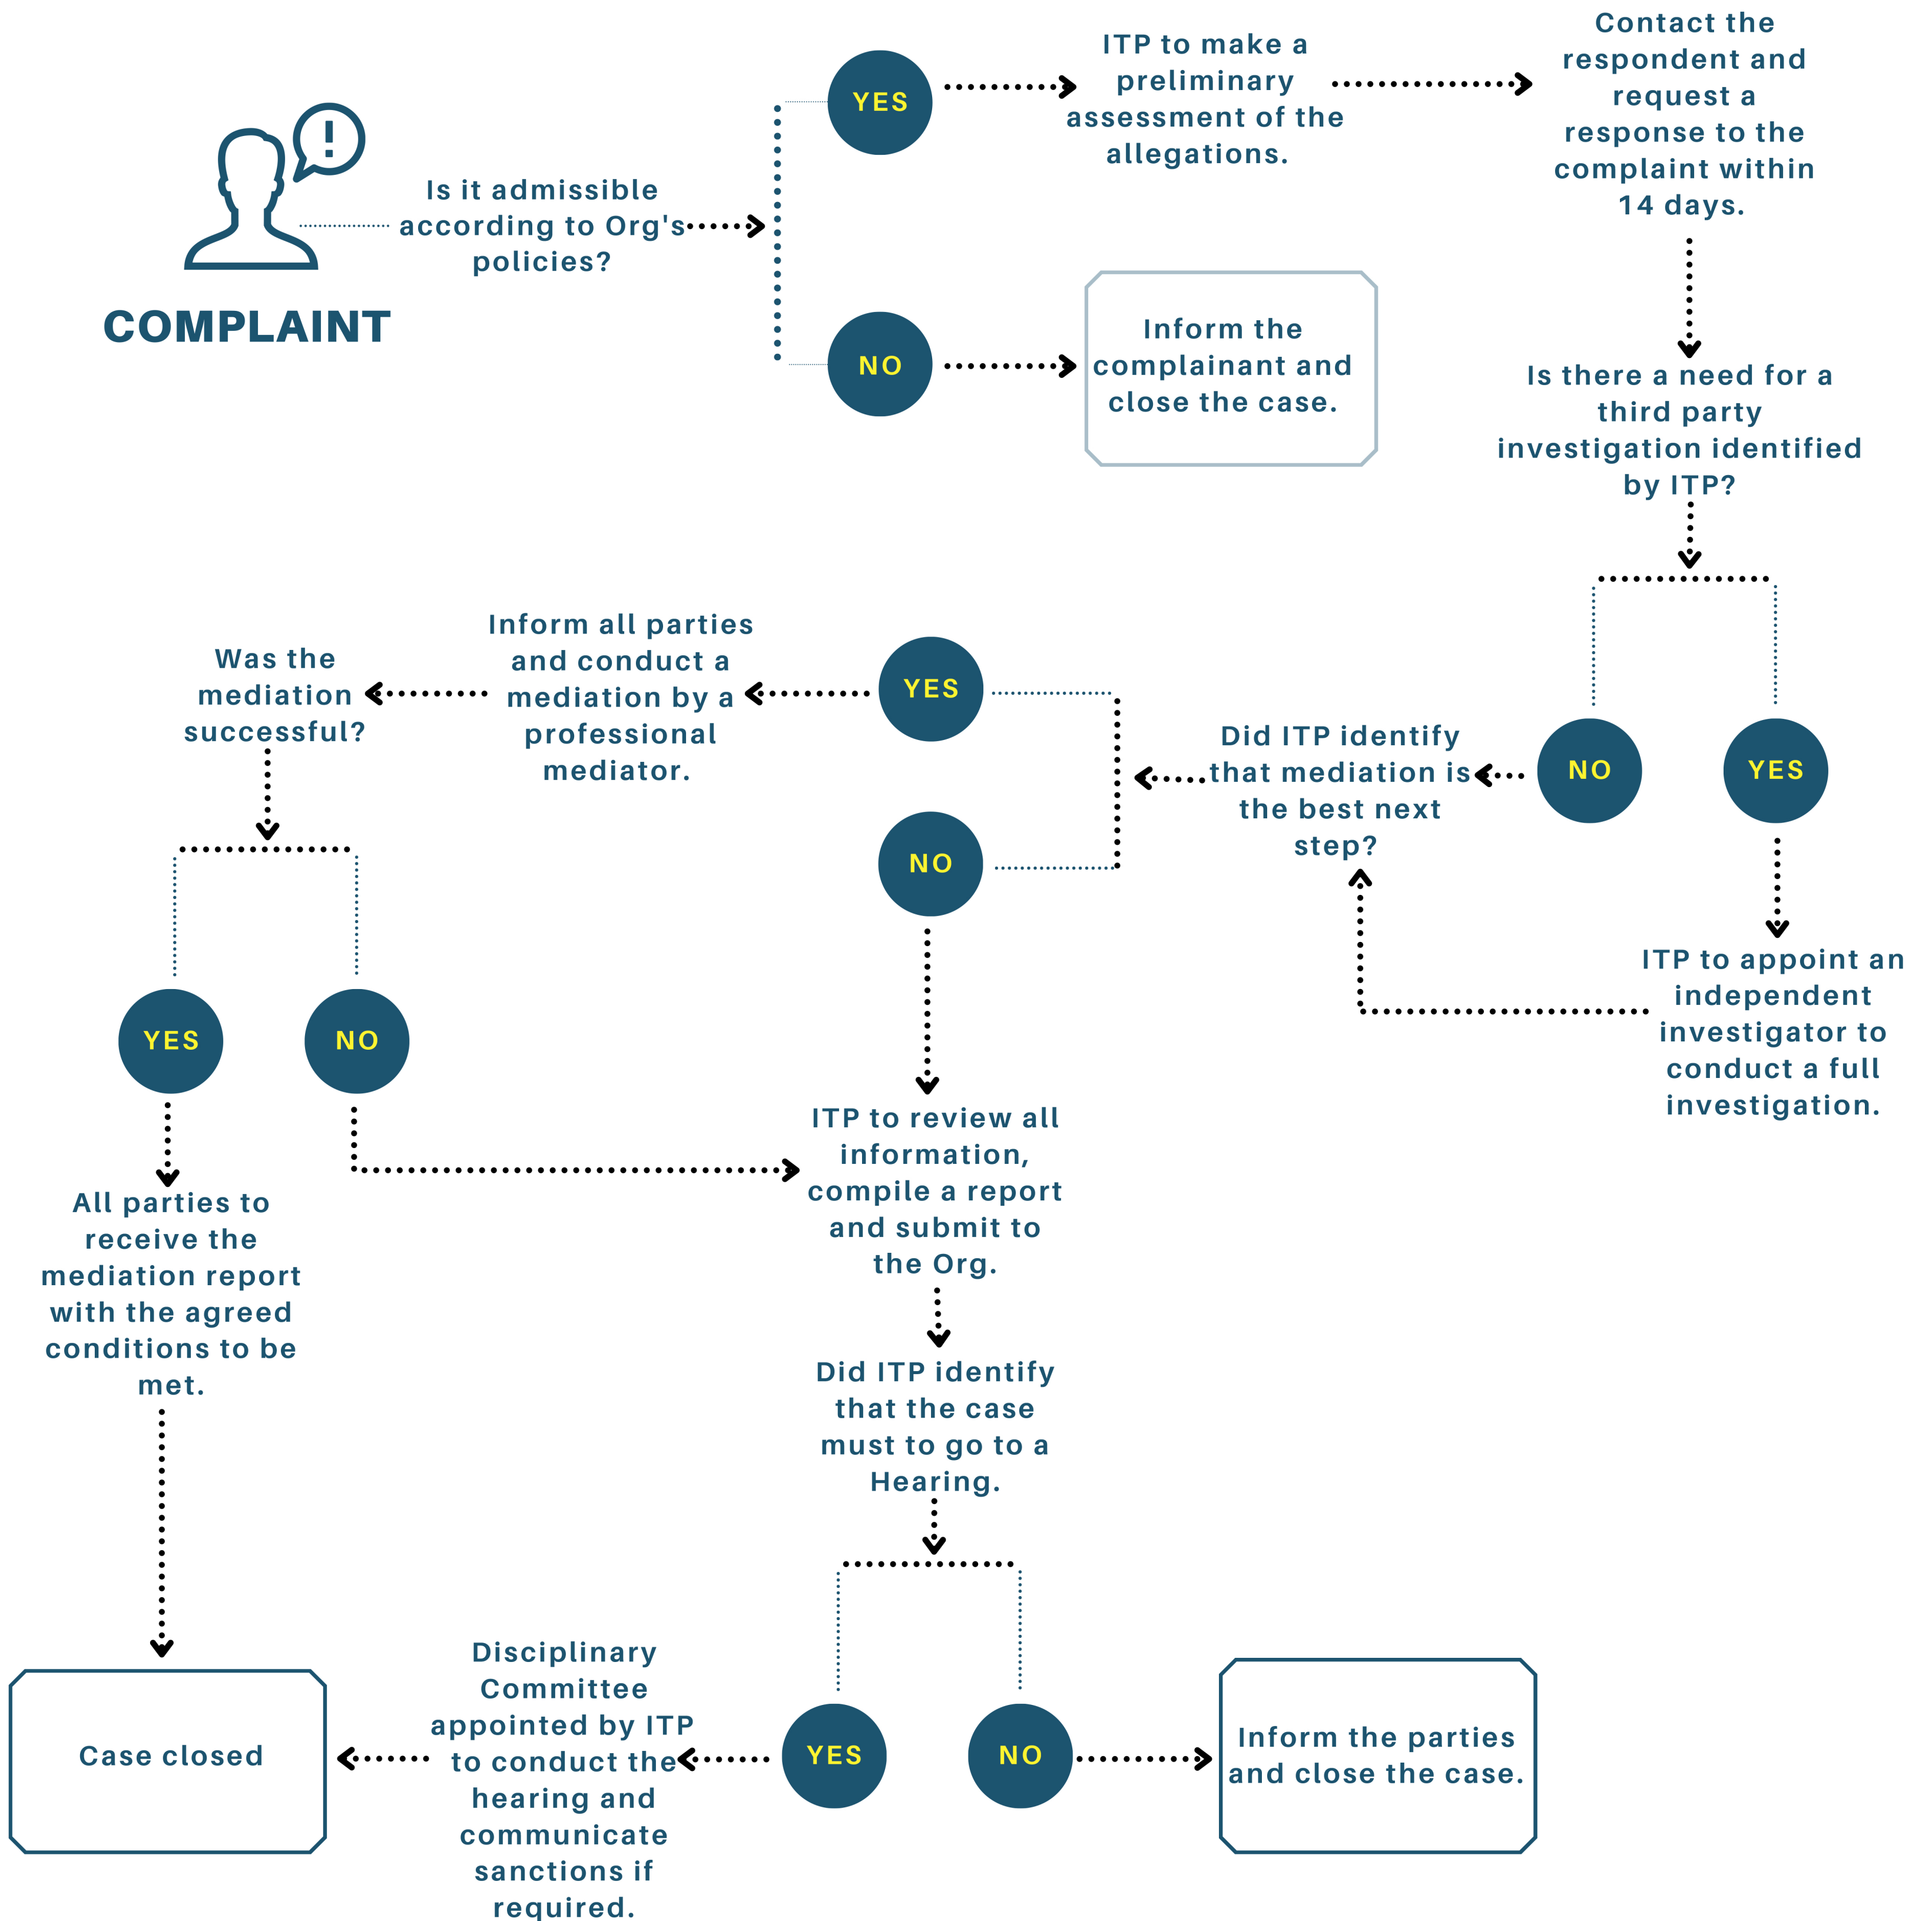 COMPLAINT
Is it admissible
according to Org's
policies?
YES
ITP to make a
preliminary
assessment of the
allegations.
Contact the
respondent and
request a
response to the
complaint within
14 days.
NO
Inform the
complainant and
close the case.
Is there a need for a
third party
investigation identified
by ITP?
NO
YES
ITP to appoint an
independent
investigator to
conduct a full
investigation.
Did ITP identify
that mediation is
the best next
step?
YES
NO
Inform all parties
and conduct a
mediation by a
professional
mediator.
Was the
mediation
successful?
YES
NO
All parties to
receive the
mediation report
with the agreed
conditions to be
met.
ITP to review all
information,
compile a report
and submit to
the Org.
Did ITP identify
that the case
must to go to a
Hearing.
YES
NO
Disciplinary
Committee
appointed by ITP
to conduct the
hearing and
communicate
sanctions if
required.
Case closed
Inform the parties
and close the case.